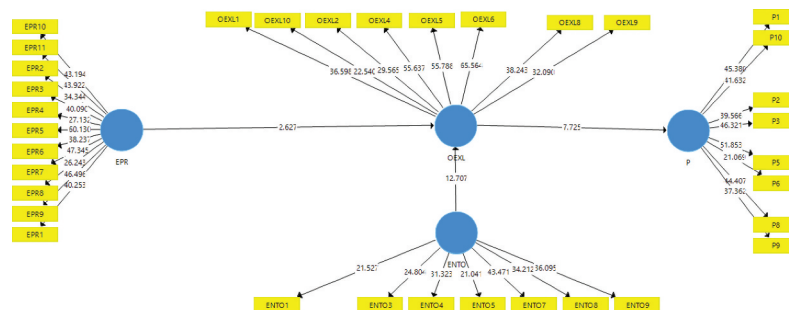 OEXL1
OEXL10
OEXL2
OEXL4
OEXL5
OEXL6
OEXL8
OEXL9
P1
P10
EPR10
EPR11
EPR2
EPR3
EPR4
EPR5
EPR6
EPR7
EPR8
EPR9
EPR1
36.598
22.540
29.565
55.637
55.788
65.564
38.243
32.090
43.194
43.922
34.344
40.090
27.132
60.130
38.237
47.345
26.243
46.496
40.253
EPR
2.627
OEXL
7.725
P
45.380
41.632
39.566
46.321
51.853
21.069
44.407
37.362
P2
P3
P5
P6
P8
P9
12.707
ENTO
21.527
24.804
31.323
21.041
43.471
34.212
36.095
ENTO1
ENTO3
ENTO4
ENTO5
ENTO7
ENTO8
ENTO9